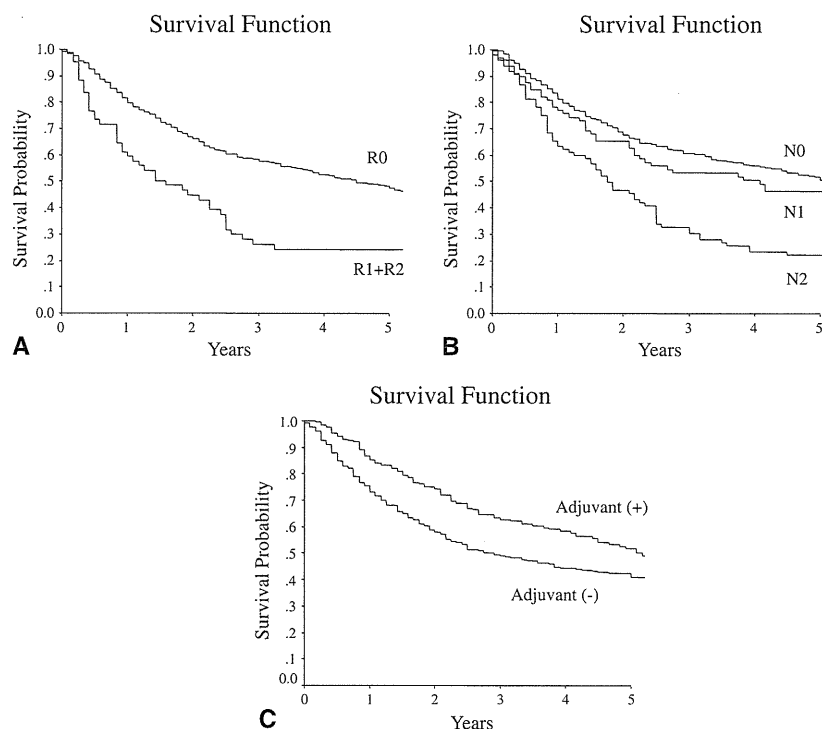 Survival Function
Survival Probability
1.0
.9
.8
.7
.6
.5
.4
.3
.2
.1
0.0
R0
R1+R2
0 1 2 3 4 5
Years
A
Survival Function
Survival Probability
1.0
.9
.8
.7
.6
.5
.4
.3
.2
.1
0.0
N0
N1
N2
0 1 2 3 4 5
Years
B
Survival Function
Survival Probability
1.0
.9
.8
.7
.6
.5
.4
.3
.2
.1
0.0
Adjuvant (+)
Adjuvant (-)
0 1 2 3 4 5
Years
C